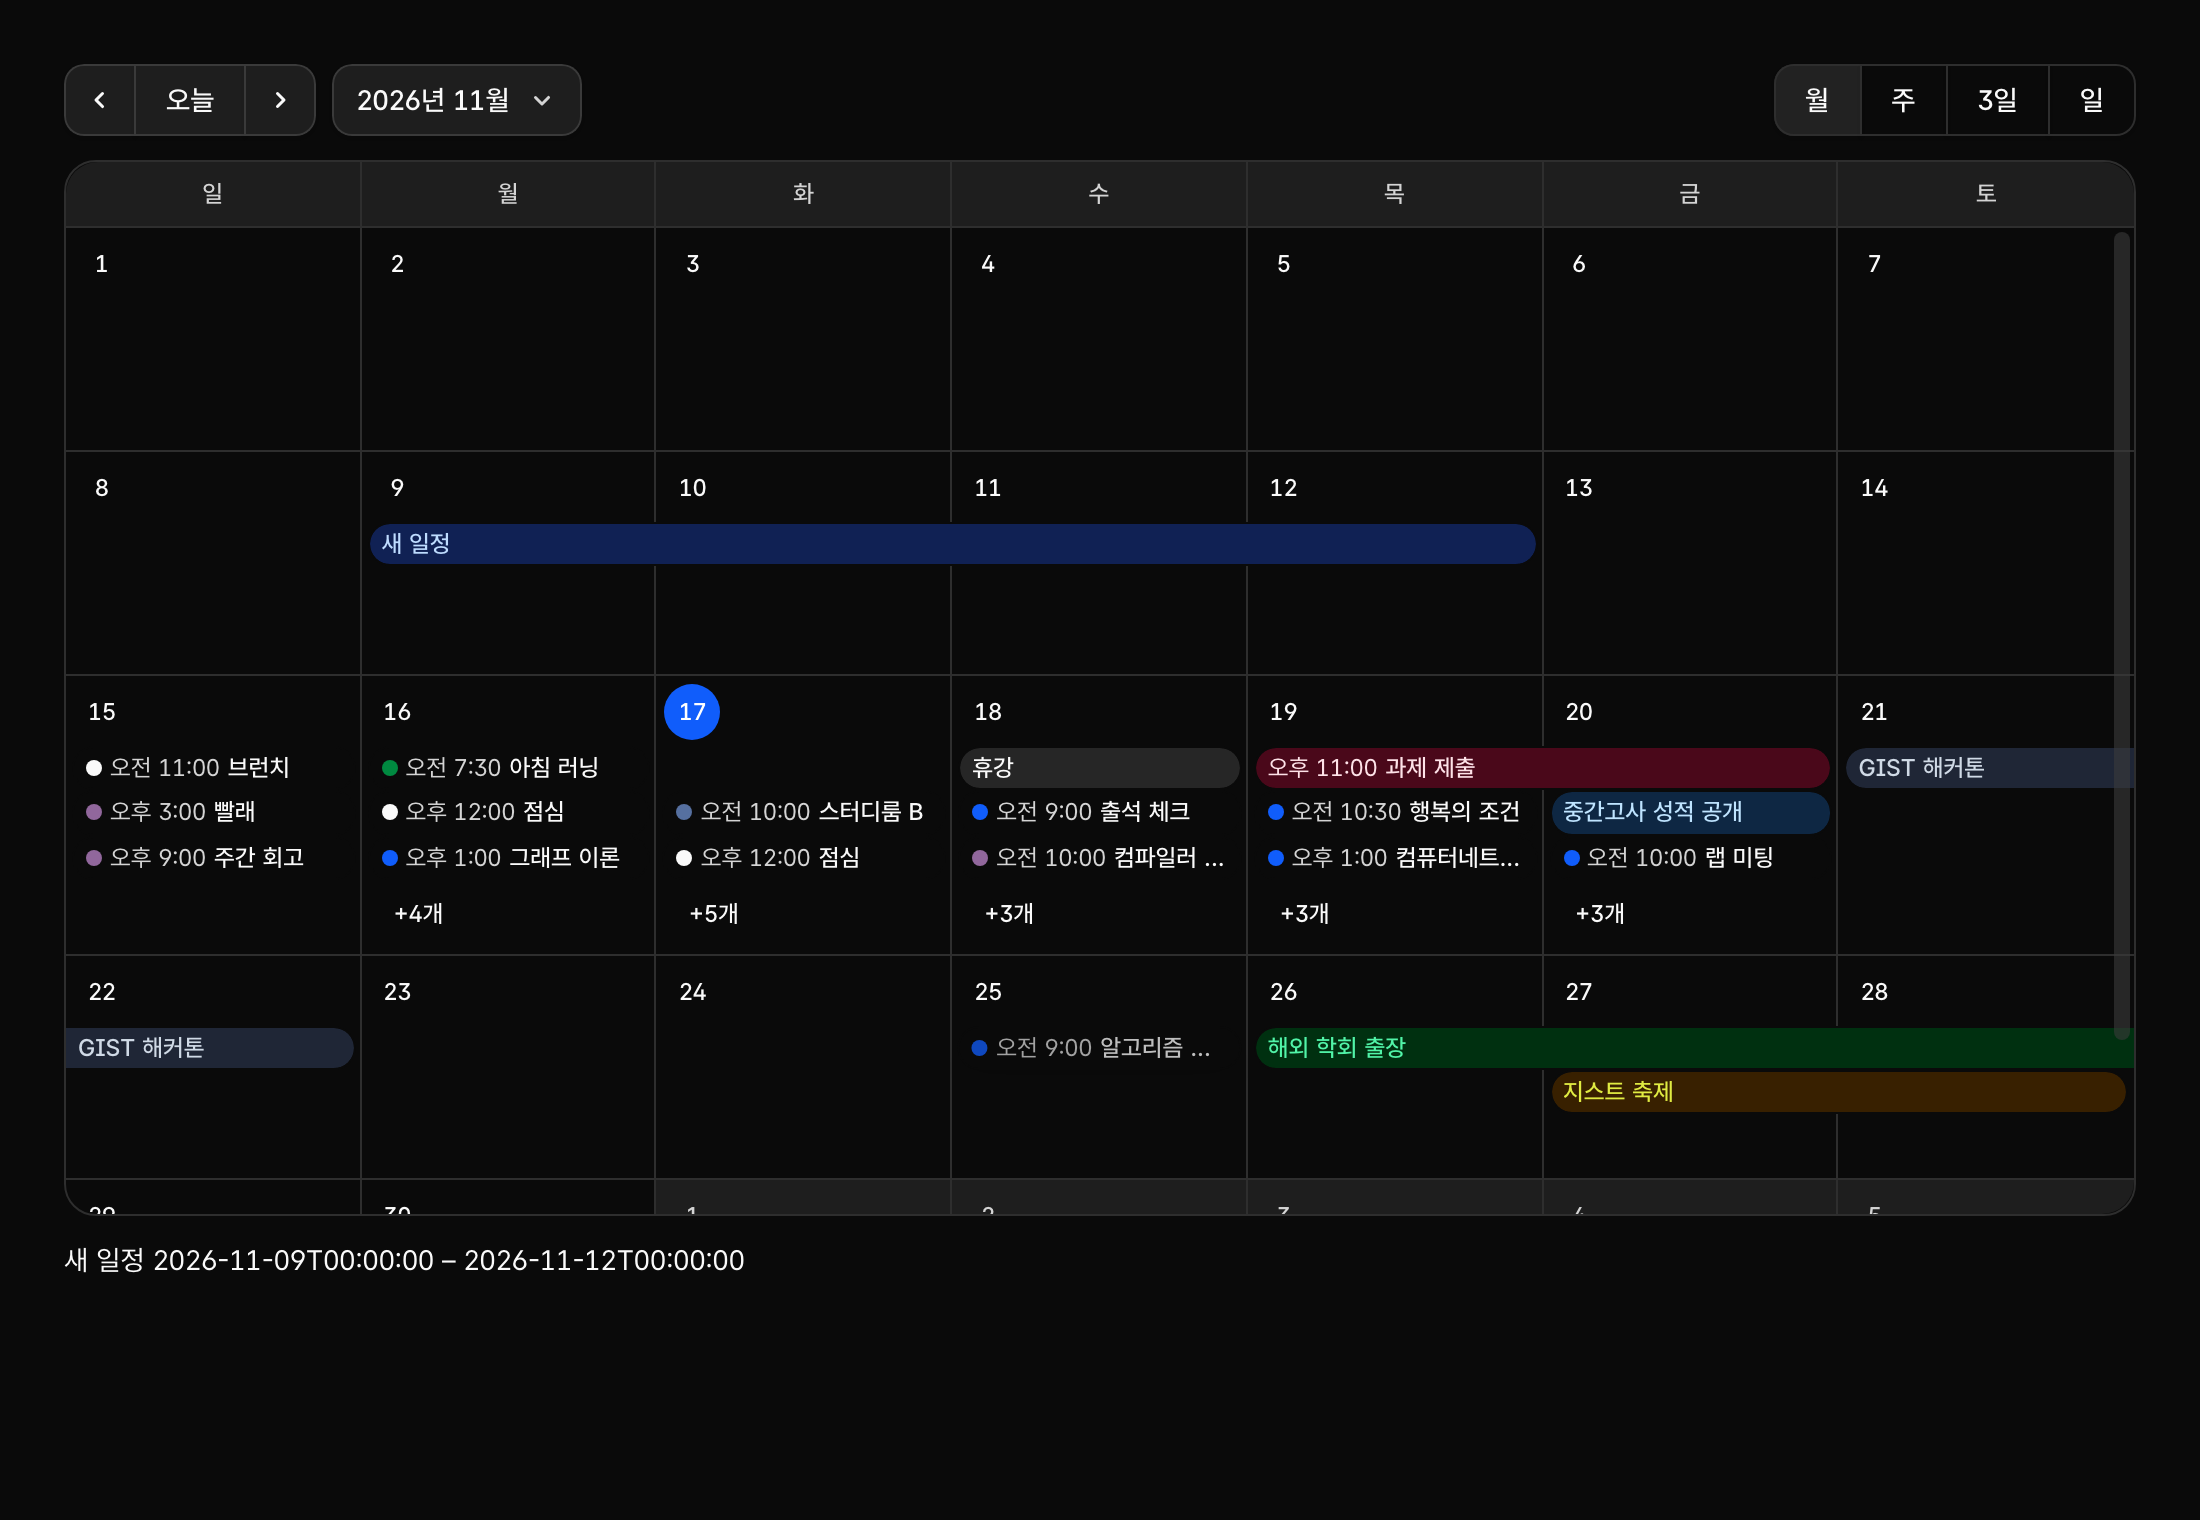 오늘
2026년 11월
월 주 3일 일
일 월 화 수 목 금 토
1 2 3 4 5 6 7
8 9 10 11 12 13 14
새 일정
15 16 17 18 19 20 21
오전 11:00 브런치 오전 7:30 아침 러닝 휴강 오후 11:00 과제 제출 GIST 해커톤
오후 3:00 빨래 오후 12:00 점심 오전 10:00 스터디룸 B 오전 9:00 출석 체크 오전 10:30 행복의 조건 중간고사 성적 공개
오후 9:00 주간 회고 오후 1:00 그래프 이론 오후 12:00 점심 오전 10:00 컴파일러 ... 오후 1:00 컴퓨터네트... 오전 10:00 랩 미팅
+4개 +5개 +3개 +3개 +3개
22 23 24 25 26 27 28
GIST 해커톤 오전 9:00 알고리즘 ... 해외 학회 출장
지스트 축제
29 30 1 2 3 4 5
새 일정 2026-11-09T00:00:00 – 2026-11-12T00:00:00